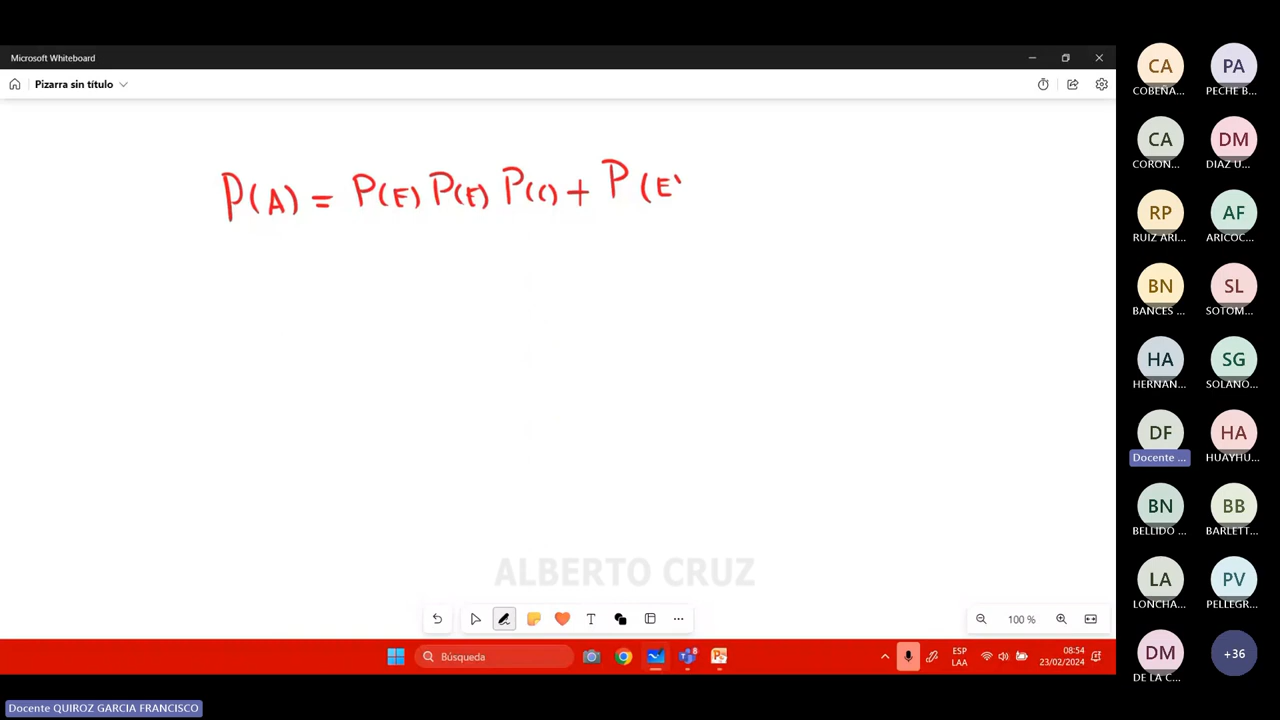 Microsoft Whiteboard
Pizarra sin título
P(A) = P(E) P(E) P(C) + P(E)
ALBERTO CRUZ
100 %
Búsqueda
8
ESP
LAA
08:54
23/02/2024
Docente QUIROZ GARCIA FRANCISCO
CA
COBEÑA...
PA
PECHE B...
CA
CORON...
DM
DIAZ U...
RP
RUIZ ARI...
AF
ARICOC...
BN
BANCES ...
SL
SOTOM...
HA
HERNÁN...
SG
SOLANO...
DF
Docente ...
HA
HUAYHU...
BN
BELLIDO ...
BB
BARLETT...
LA
LONCHA...
PV
PELLEGR...
DM
DE LA C...
+36